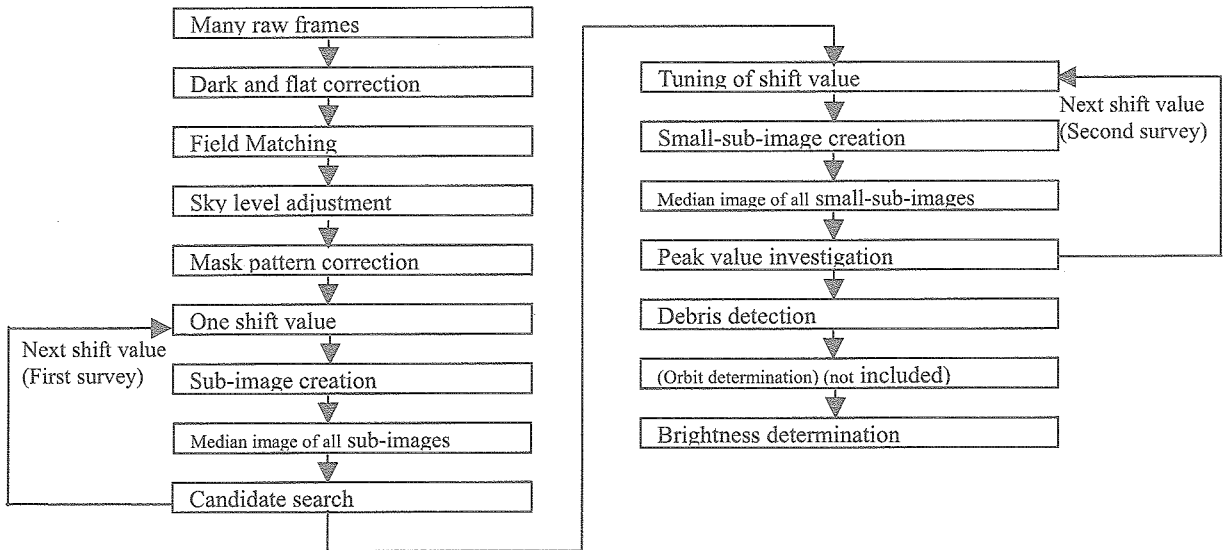 Many raw frames
Dark and flat correction
Field Matching
Sky level adjustment
Mask pattern correction
One shift value
Next shift value
(First survey)
Sub-image creation
Median image of all sub-images
Candidate search
Tuning of shift value
Next shift value
(Second survey)
Small-sub-image creation
Median image of all small-sub-images
Peak value investigation
Debris detection
(Orbit determination) (not included)
Brightness determination